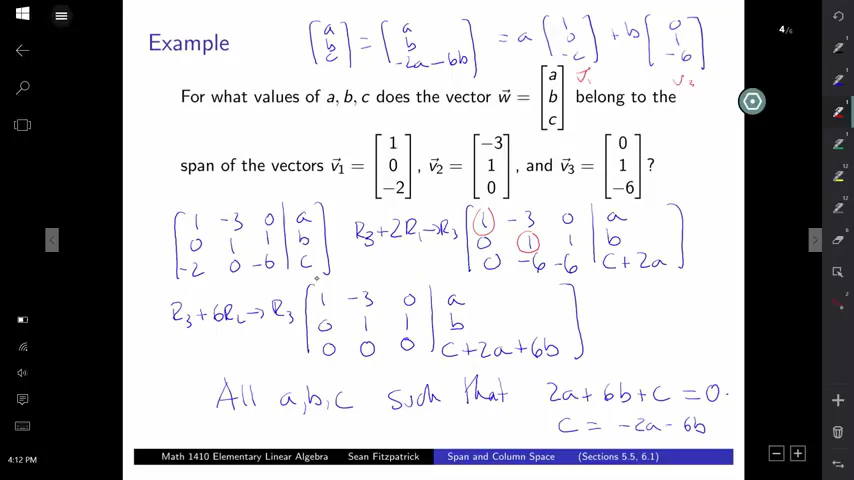 4/6
Example
[a b c] = [a b -2a-6b] = a [1 0 -2] + b [0 1 -6]
v₁ v₃
For what values of a, b, c does the vector w⃗ = [a b c] belong to the
span of the vectors v⃗1 = [1 0 −2], v⃗2 = [−3 1 0], and v⃗3 = [0 1 −6]?
[1 -3 0 | a] R₃+2R₁→R₃ [1 -3 0 | a]
[0 1 1 | b] [0 1 1 | b]
[-2 0 -6 | c] [0 -6 -6 | c+2a]
R₃+6R₂→R₃ [1 -3 0 | a]
[0 1 1 | b]
[0 0 0 | c+2a+6b]
All a,b,c such that 2a+6b+c=0.
c = -2a-6b
Math 1410 Elementary Linear Algebra Sean Fitzpatrick Span and Column Space (Sections 5.5, 6.1)
4:12 PM